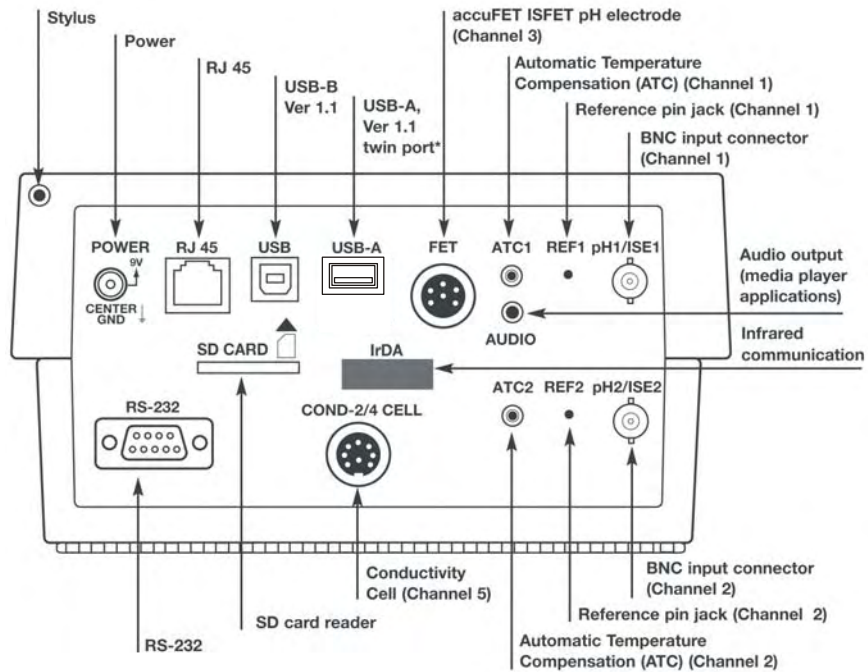 Stylus
Power
RJ 45
USB-B
Ver 1.1
USB-A,
Ver 1.1
twin port*
accuFET ISFET pH electrode
(Channel 3)
Automatic Temperature
Compensation (ATC) (Channel 1)
Reference pin jack (Channel 1)
BNC input connector
(Channel 1)
POWER
9V
CENTER
GND
RJ 45
USB
USB-A
FET
ATC1
REF1
pH1/ISE1
AUDIO
Audio output
(media player
applications)
Infrared
communication
SD CARD
IrDA
RS-232
COND-2/4 CELL
ATC2
REF2
pH2/ISE2
RS-232
SD card reader
Conductivity
Cell (Channel 5)
BNC input connector
(Channel 2)
Reference pin jack (Channel 2)
Automatic Temperature
Compensation (ATC) (Channel 2)